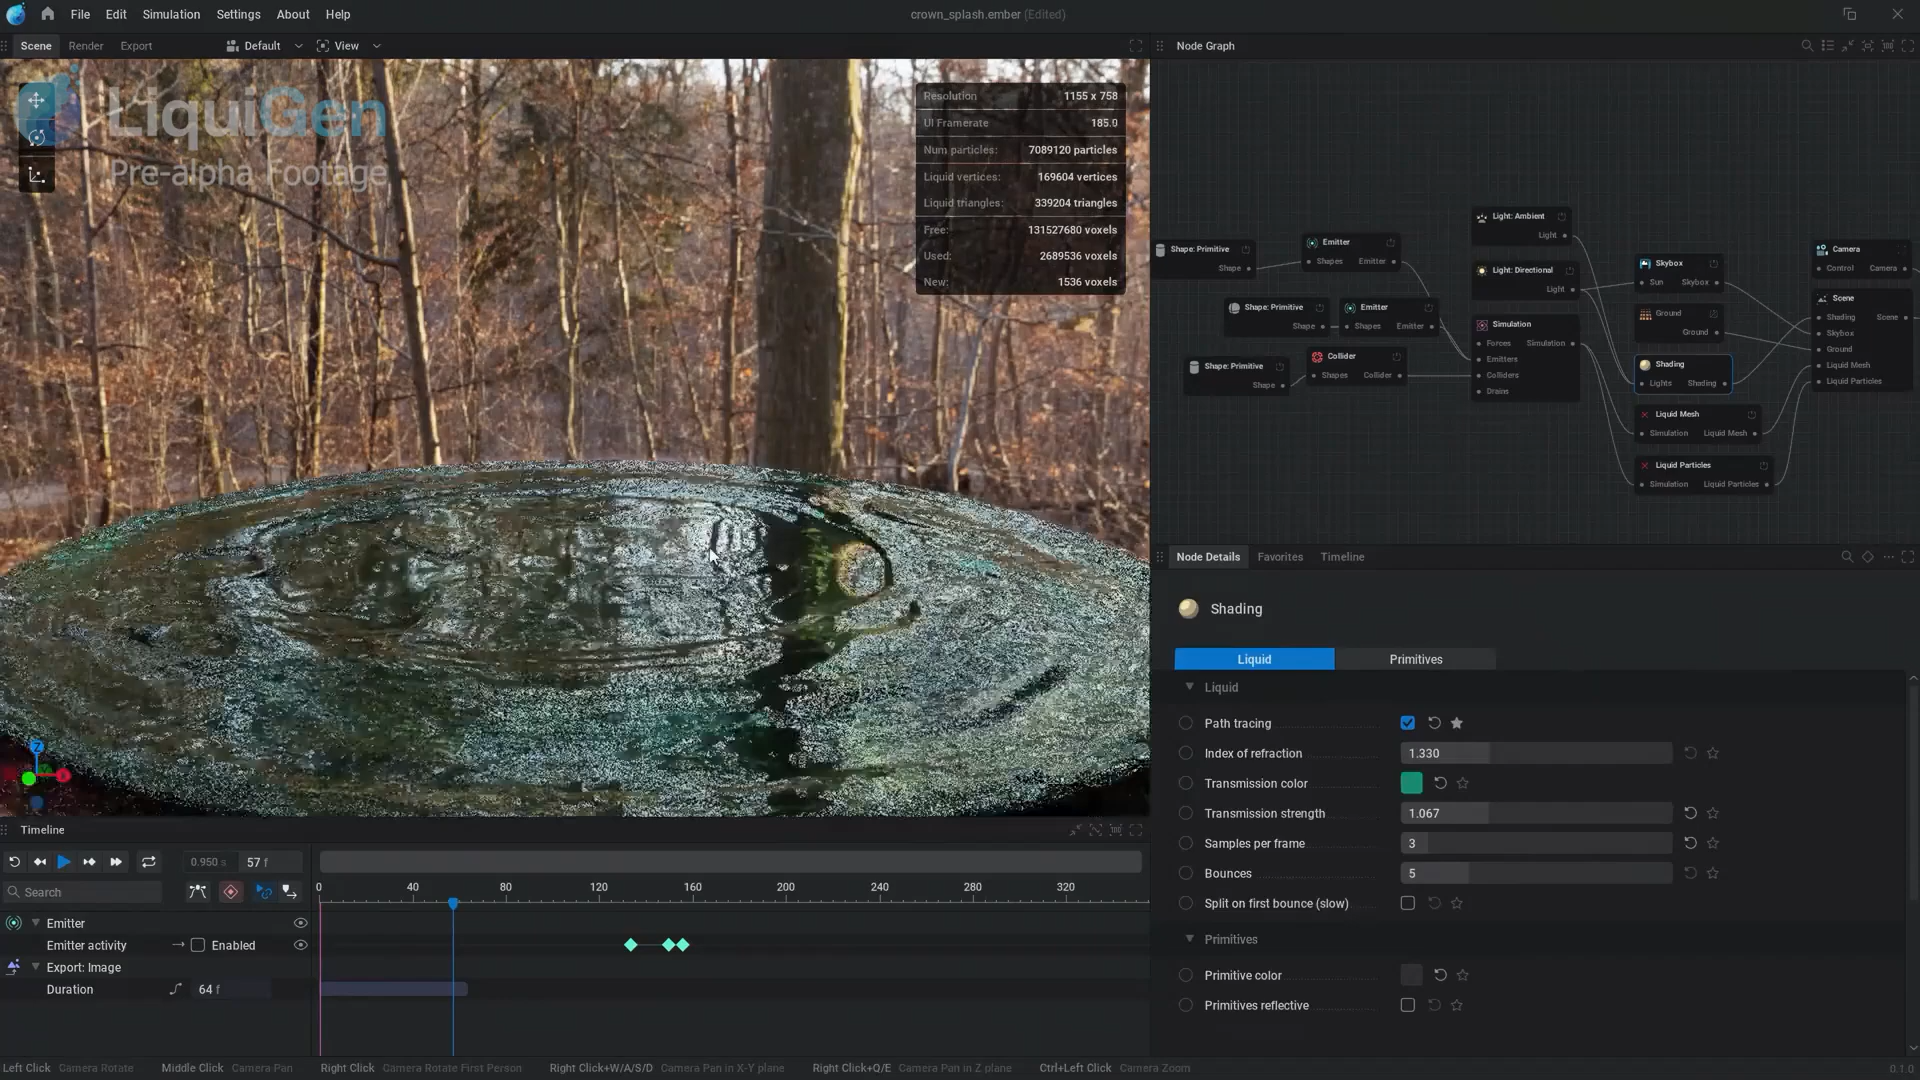 File Edit Simulation Settings About Help
crown_splash.ember (Edited)
Scene Render Export Default View
LiquiGen
Pre-alpha Footage
Resolution 1155 x 758
UI Framerate 185.0
Num particles: 7089120 particles
Liquid vertices: 169604 vertices
Liquid triangles: 339204 triangles
Free: 131527680 voxels
Used: 2689536 voxels
New: 1536 voxels
Z
Node Graph
Shape: Primitive
Shape
Emitter
Shapes Emitter
Shape: Primitive
Shape
Emitter
Shapes Emitter
Shape: Primitive
Shape
Collider
Shapes Collider
Light: Ambient
Light
Light: Directional
Light
Simulation
Forces Simulation
Emitters
Colliders
Drains
Skybox
Sun Skybox
Ground
Ground
Shading
Lights Shading
Liquid Mesh
Simulation Liquid Mesh
Liquid Particles
Simulation Liquid Particles
Camera
Control Camera
Scene
Shading Scene
Skybox
Ground
Liquid Mesh
Liquid Particles
Node Details Favorites Timeline
Shading
Liquid Primitives
Liquid
Path tracing
Index of refraction 1.330
Transmission color
Transmission strength 1.067
Samples per frame 3
Bounces 5
Split on first bounce (slow)
Primitives
Primitive color
Primitives reflective
Timeline
0.950 s 57 f
Search
0 40 80 120 160 200 240 280 320
Emitter
Emitter activity Enabled
Export: Image
Duration 64 f
Left Click Camera Rotate Middle Click Camera Pan Right Click Camera Rotate First Person Right Click+W/A/S/D Camera Pan in X-Y plane Right Click+Q/E Camera Pan in Z plane Ctrl+Left Click Camera Zoom 0.1.0